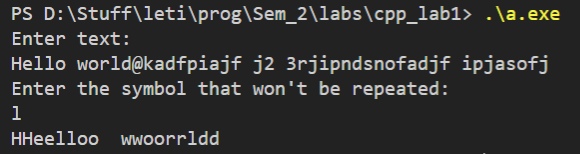 PS D:\Stuff\leti\prog\Sem_2\labs\cpp_lab1> .\a.exe
Enter text:
Hello world@kadfpiajf j2 3rjipndsnofadjf ipjasofj
Enter the symbol that won't be repeated:
l
HHeelloo  wwoorrldd